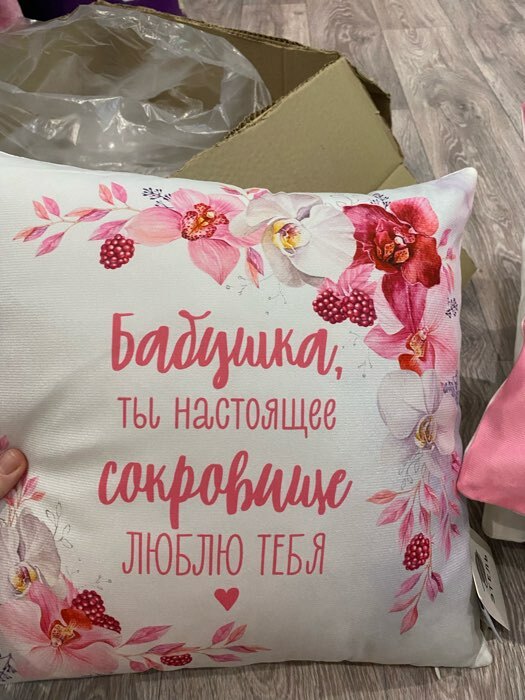 Бабушка,
ты настоящее
сокровище
ЛЮБЛЮ ТЕБЯ